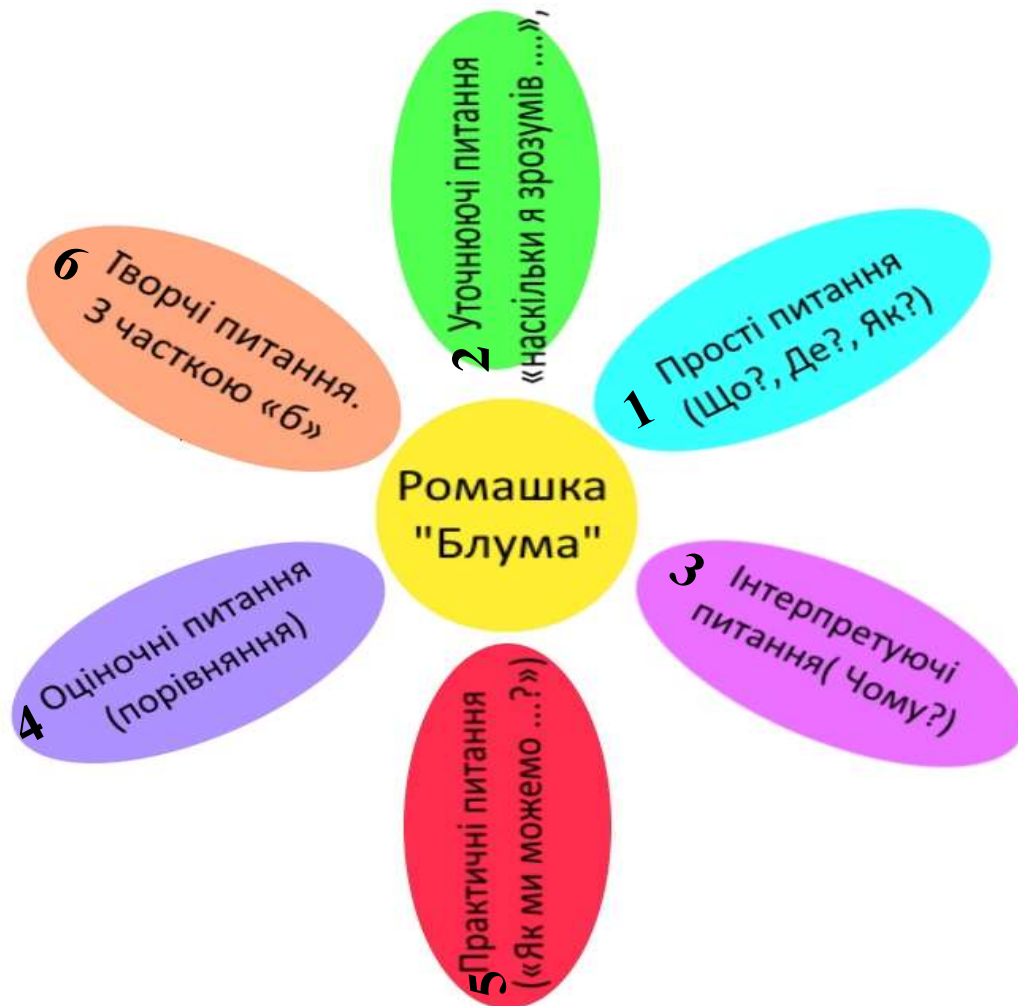 Ромашка
"Блума"
1 Прості питання
(Що?, Де?, Як?)
2 Уточнюючі питання
«наскільки я зрозумів ....»,
3 Інтерпретуючі
питання( Чому?)
4 Оціночні питання
(порівняння)
5 Практичні питання
(«Як ми можемо ...?»)
6 Творчі питання.
З часткою «б»